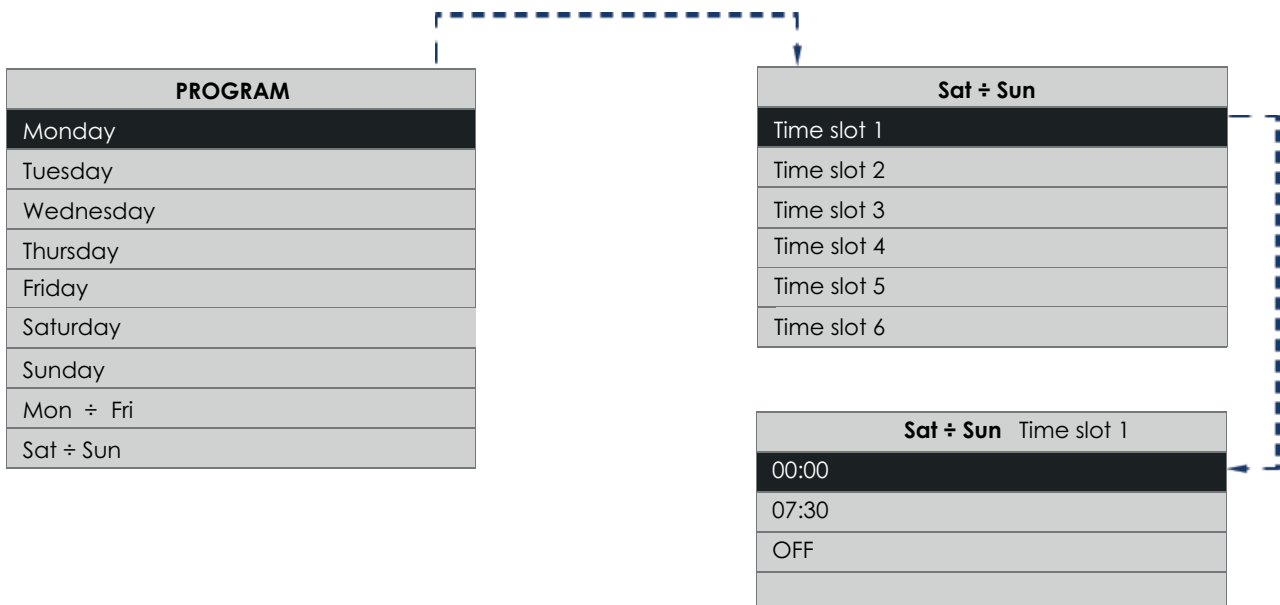 PROGRAM
Monday
Tuesday
Wednesday
Thursday
Friday
Saturday
Sunday
Mon ÷ Fri
Sat ÷ Sun
Sat ÷ Sun
Time slot 1
Time slot 2
Time slot 3
Time slot 4
Time slot 5
Time slot 6
Sat ÷ Sun Time slot 1
00:00
07:30
OFF